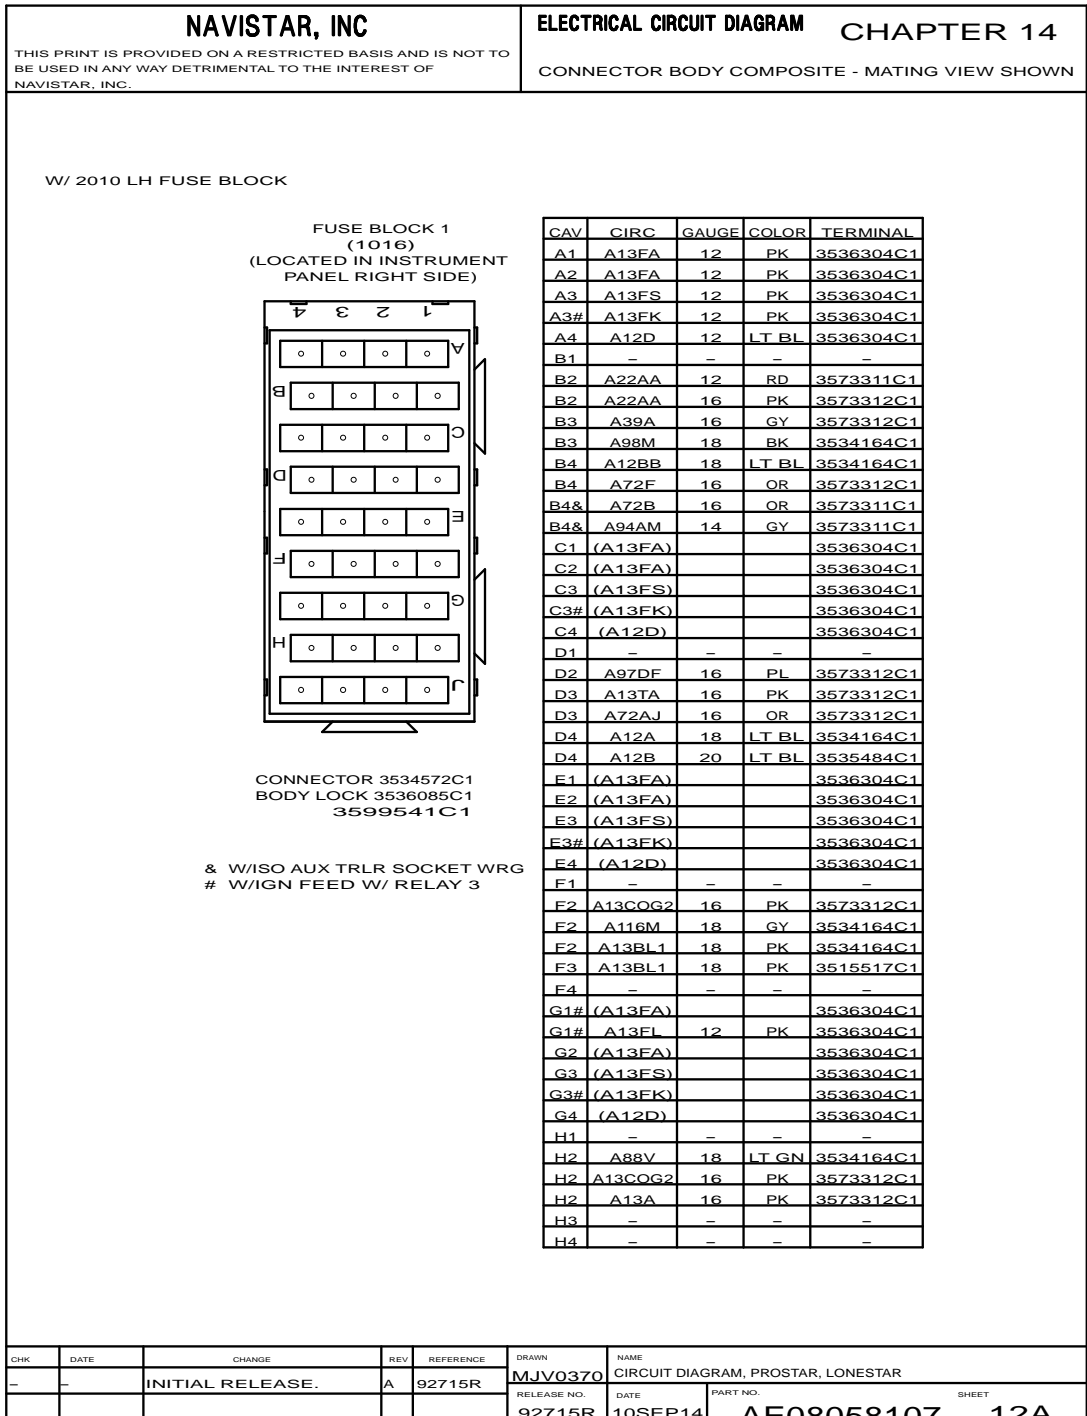 NAVISTAR, INC
THIS PRINT IS PROVIDED ON A RESTRICTED BASIS AND IS NOT TO
BE USED IN ANY WAY DETRIMENTAL TO THE INTEREST OF
NAVISTAR, INC.
ELECTRICAL CIRCUIT DIAGRAM CHAPTER 14
CONNECTOR BODY COMPOSITE - MATING VIEW SHOWN
W/ 2010 LH FUSE BLOCK
FUSE BLOCK 1
(1016)
(LOCATED IN INSTRUMENT
PANEL RIGHT SIDE)
4 3 2 1
A
B
C
D
E
F
G
H
J
CONNECTOR 3534572C1
BODY LOCK 3536085C1
3599541C1
& W/ISO AUX TRLR SOCKET WRG
# W/IGN FEED W/ RELAY 3
CAV CIRC GAUGE COLOR TERMINAL
A1 A13FA 12 PK 3536304C1
A2 A13FA 12 PK 3536304C1
A3 A13FS 12 PK 3536304C1
A3# A13FK 12 PK 3536304C1
A4 A12D 12 LT BL 3536304C1
B1 – – – –
B2 A22AA 12 RD 3573311C1
B2 A22AA 16 PK 3573312C1
B3 A39A 16 GY 3573312C1
B3 A98M 18 BK 3534164C1
B4 A12BB 18 LT BL 3534164C1
B4 A72F 16 OR 3573312C1
B4& A72B 16 OR 3573311C1
B4& A94AM 14 GY 3573311C1
C1 (A13FA) 3536304C1
C2 (A13FA) 3536304C1
C3 (A13FS) 3536304C1
C3# (A13FK) 3536304C1
C4 (A12D) 3536304C1
D1 – – – –
D2 A97DF 16 PL 3573312C1
D3 A13TA 16 PK 3573312C1
D3 A72AJ 16 OR 3573312C1
D4 A12A 18 LT BL 3534164C1
D4 A12B 20 LT BL 3535484C1
E1 (A13FA) 3536304C1
E2 (A13FA) 3536304C1
E3 (A13FS) 3536304C1
E3# (A13FK) 3536304C1
E4 (A12D) 3536304C1
F1 – – – –
F2 A13COG2 16 PK 3573312C1
F2 A116M 18 GY 3534164C1
F2 A13BL1 18 PK 3534164C1
F3 A13BL1 18 PK 3515517C1
F4 – – – –
G1# (A13FA) 3536304C1
G1# A13FL 12 PK 3536304C1
G2 (A13FA) 3536304C1
G3 (A13FS) 3536304C1
G3# (A13FK) 3536304C1
G4 (A12D) 3536304C1
H1 – – – –
H2 A88V 18 LT GN 3534164C1
H2 A13COG2 16 PK 3573312C1
H2 A13A 16 PK 3573312C1
H3 – – – –
H4 – – – –
CHK DATE CHANGE REV REFERENCE
– – INITIAL RELEASE. A 92715R
DRAWN
MJV0370
NAME
CIRCUIT DIAGRAM, PROSTAR, LONESTAR
RELEASE NO. DATE PART NO. SHEET
92715R 10SEP14 AE08058107 12A